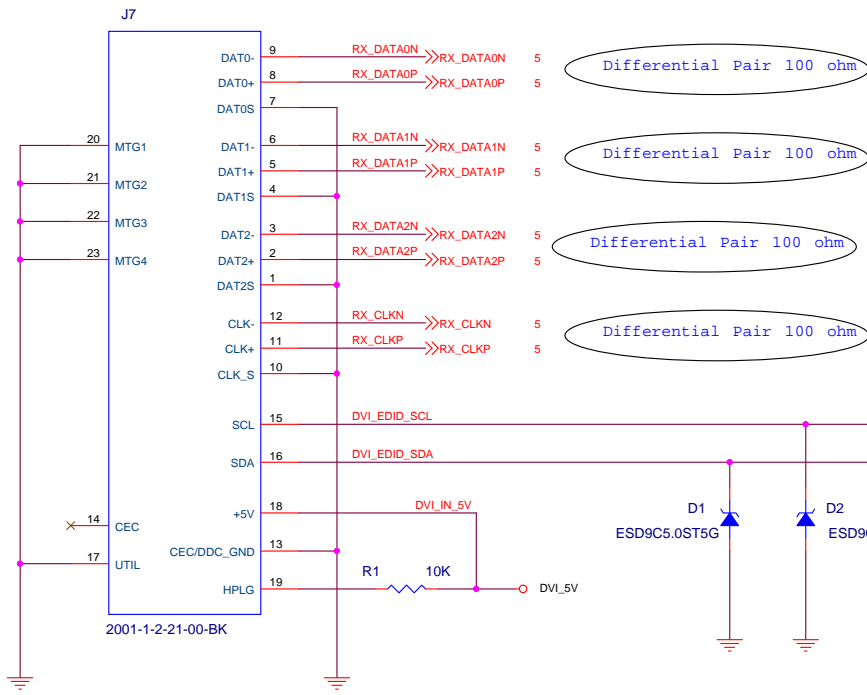 J7
DAT0- 9 RX_DATA0N RX_DATA0N 5
Differential Pair 100 ohm
DAT0+ 8 RX_DATA0P RX_DATA0P 5
DAT0S 7
20 MTG1 DAT1- 6 RX_DATA1N RX_DATA1N 5
Differential Pair 100 ohm
DAT1+ 5 RX_DATA1P RX_DATA1P 5
21 MTG2 DAT1S 4
22 MTG3 DAT2- 3 RX_DATA2N RX_DATA2N 5
Differential Pair 100 ohm
23 MTG4 DAT2+ 2 RX_DATA2P RX_DATA2P 5
DAT2S 1
CLK- 12 RX_CLKN RX_CLKN 5
Differential Pair 100 ohm
CLK+ 11 RX_CLKP RX_CLKP 5
CLK_S 10
SCL 15 DVI_EDID_SCL
SDA 16 DVI_EDID_SDA
+5V 18 DVI_IN_5V
D1 D2
14 CEC
ESD9C5.0ST5G ESD9
CEC/DDC_GND 13
17 UTIL
HPLG 19 R1 10K DVI_5V
2001-1-2-21-00-BK